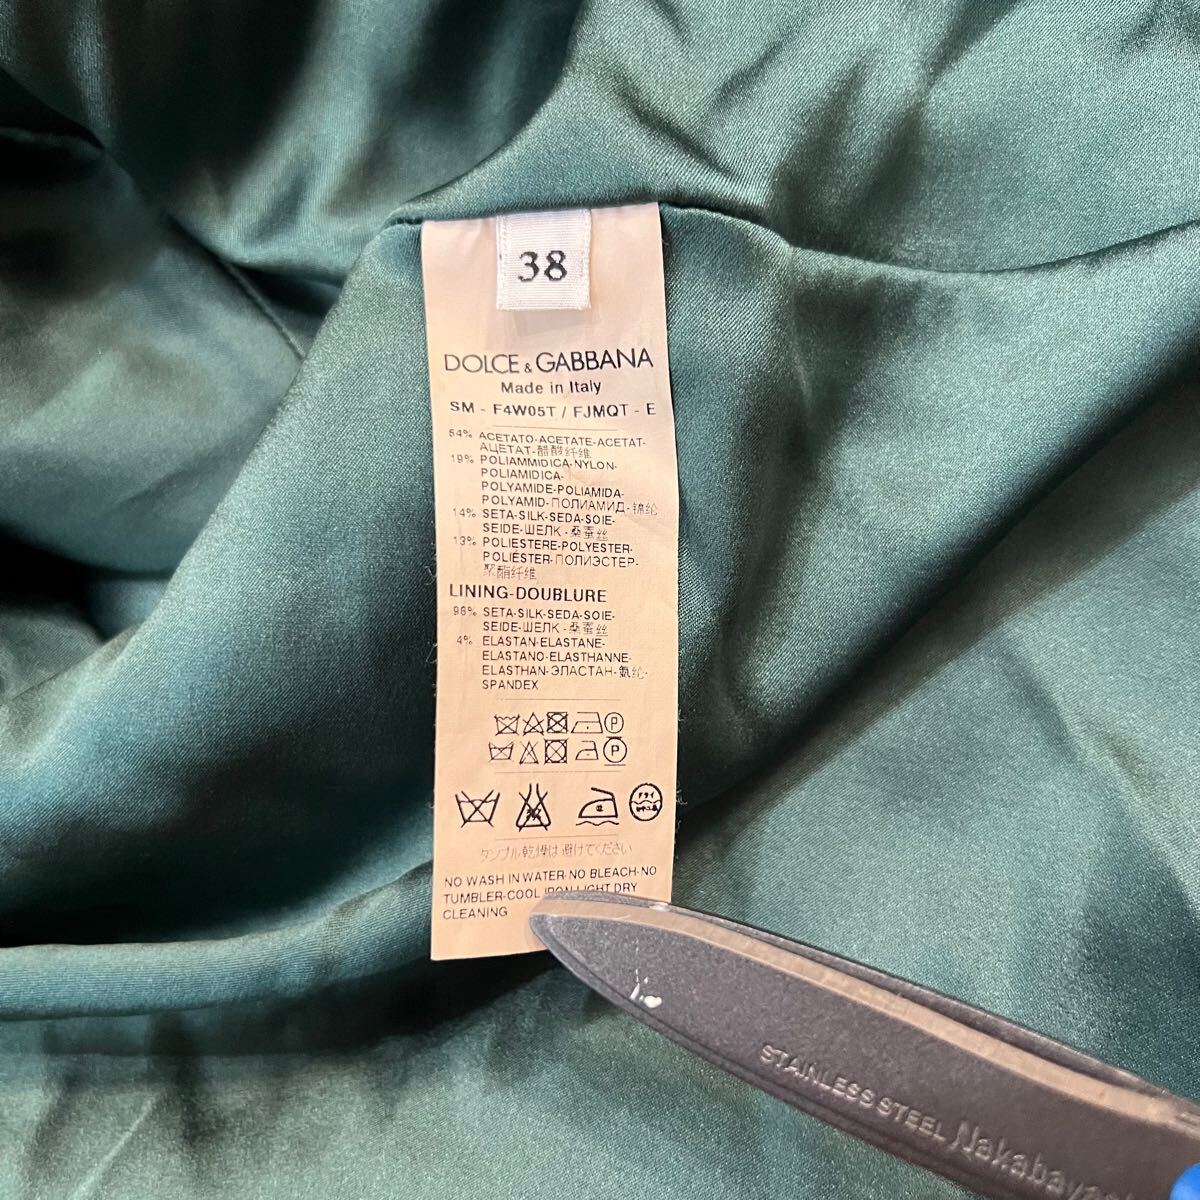 38
DOLCE & GABBANA
Made in Italy
SM - F4W05T / FJMQT - E
54% ACETATO-ACETATE-ACETAT-
АЦЕТАТ-醋酸纤维
19% POLIAMMIDICA-NYLON-
POLIAMIDICA-
POLYAMIDE-POLIAMIDA-
POLYAMID-ПОЛИАМИД-锦纶
14% SETA-SILK-SEDA-SOIE-
SEIDE-ШЕЛК-桑蚕丝
13% POLIESTERE-POLYESTER-
POLIÉSTER-ПОЛИЭСТЕР-
聚酯纤维
LINING-DOUBLURE
96% SETA-SILK-SEDA-SOIE-
SEIDE-ШЕЛК-桑蚕丝
4% ELASTAN-ELASTANE-
ELASTANO-ELASTHANNE-
ELASTHAN-ЭЛАСТАН-氨纶-
SPANDEX
P
P
ドライ
タンブル乾燥は避けてください
NO WASH IN WATER-NO BLEACH-NO
TUMBLER-COOL IRON-LIGHT DRY
CLEANING
STAINLESS STEEL Nakabaya